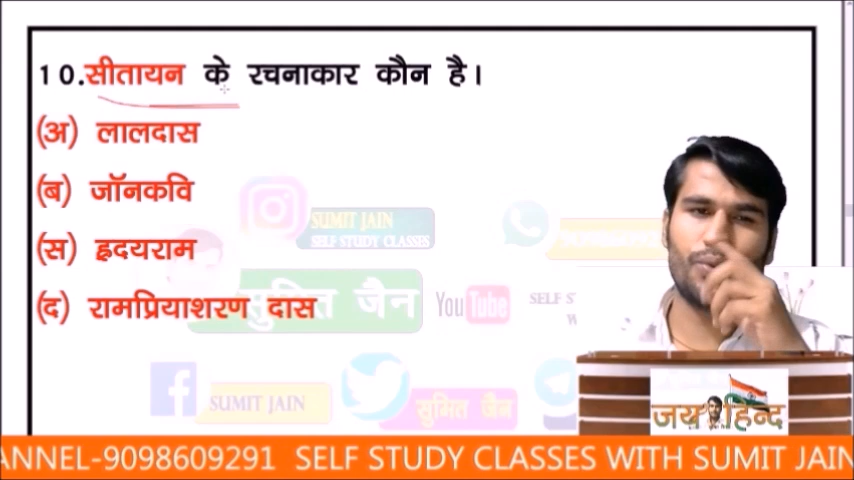 10.सीतायन के रचनाकार कौन है।
(अ) लालदास
(ब) जॉनकवि
(स) ह्रदयराम
(द) रामप्रियाशरण दास
SUMIT JAIN
SELF STUDY CLASSES
सुमित जैन
YouTube
SUMIT JAIN
सुमित जैन
जय हिन्द
ANNEL-9098609291 SELF STUDY CLASSES WITH SUMIT JAIN